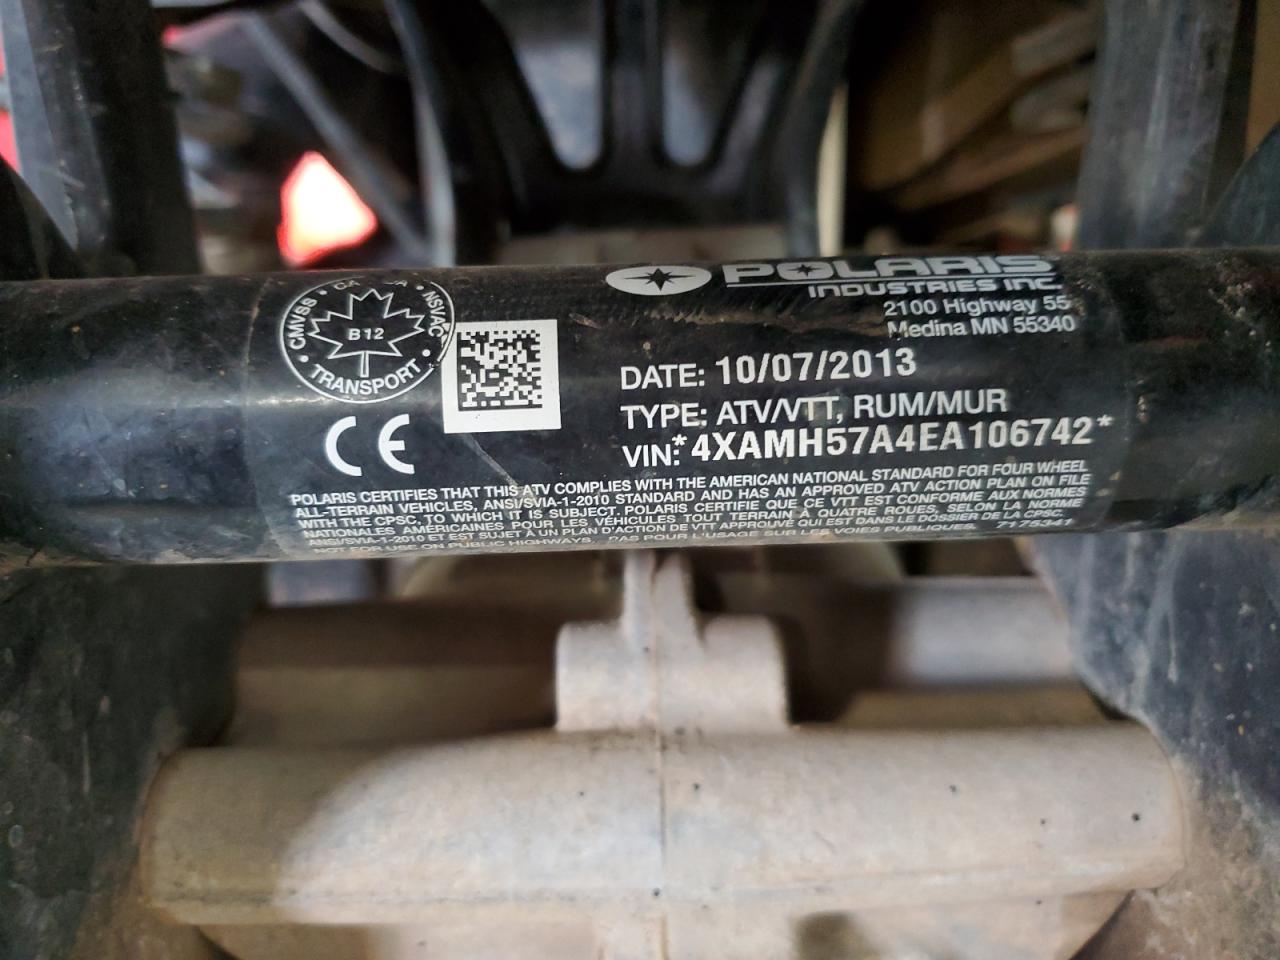 CANADA
CMVSS
NSVAC
B12
TRANSPORT
CE
POLARIS
INDUSTRIES INC.
2100 Highway 55
Medina MN 55340
DATE: 10/07/2013
TYPE: ATV/VTT, RUM/MUR
VIN:*4XAMH57A4EA106742*
POLARIS CERTIFIES THAT THIS ATV COMPLIES WITH THE AMERICAN NATIONAL STANDARD FOR FOUR WHEEL
ALL-TERRAIN VEHICLES, ANSI/SVIA-1-2010 STANDARD AND HAS AN APPROVED ATV ACTION PLAN ON FILE
WITH THE CPSC, TO WHICH IT IS SUBJECT. POLARIS CERTIFIE QUE CE VTT EST CONFORME AUX NORMES
NATIONALES AMÉRICAINES POUR LES VÉHICULES TOUT TERRAIN À QUATRE ROUES, SELON LA NORME
ANSI/SVIA-1-2010 ET EST SUJET À UN PLAN D'ACTION DE VTT APPROUVÉ QUI EST DANS LE DOSSIER DE LA CPSC.
NOT FOR USE ON PUBLIC HIGHWAYS. PAS POUR L'USAGE SUR LES VOIES PUBLIQUES. 7175341